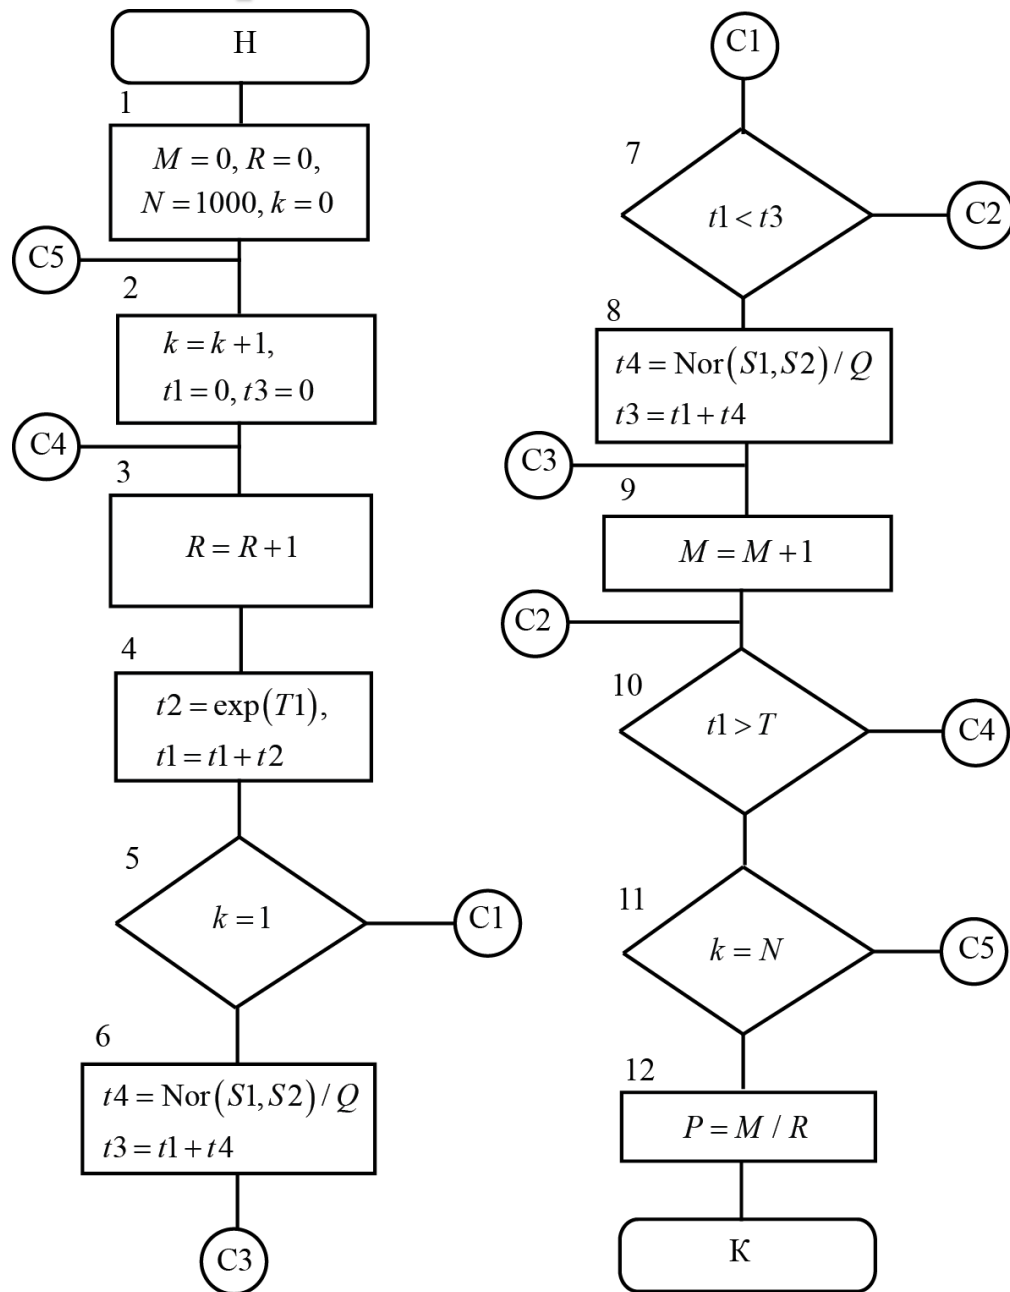 Н
1
M = 0, R = 0,
N = 1000, k = 0
C5
2
k = k + 1,
t1 = 0, t3 = 0
C4
3
R = R + 1
4
t2 = exp(T1),
t1 = t1 + t2
5
k = 1
C1
6
t4 = Nor(S1, S2) / Q
t3 = t1 + t4
C3
C1
7
t1 < t3
C2
8
t4 = Nor(S1, S2) / Q
t3 = t1 + t4
C3
9
M = M + 1
C2
10
t1 > T
C4
11
k = N
C5
12
P = M / R
К